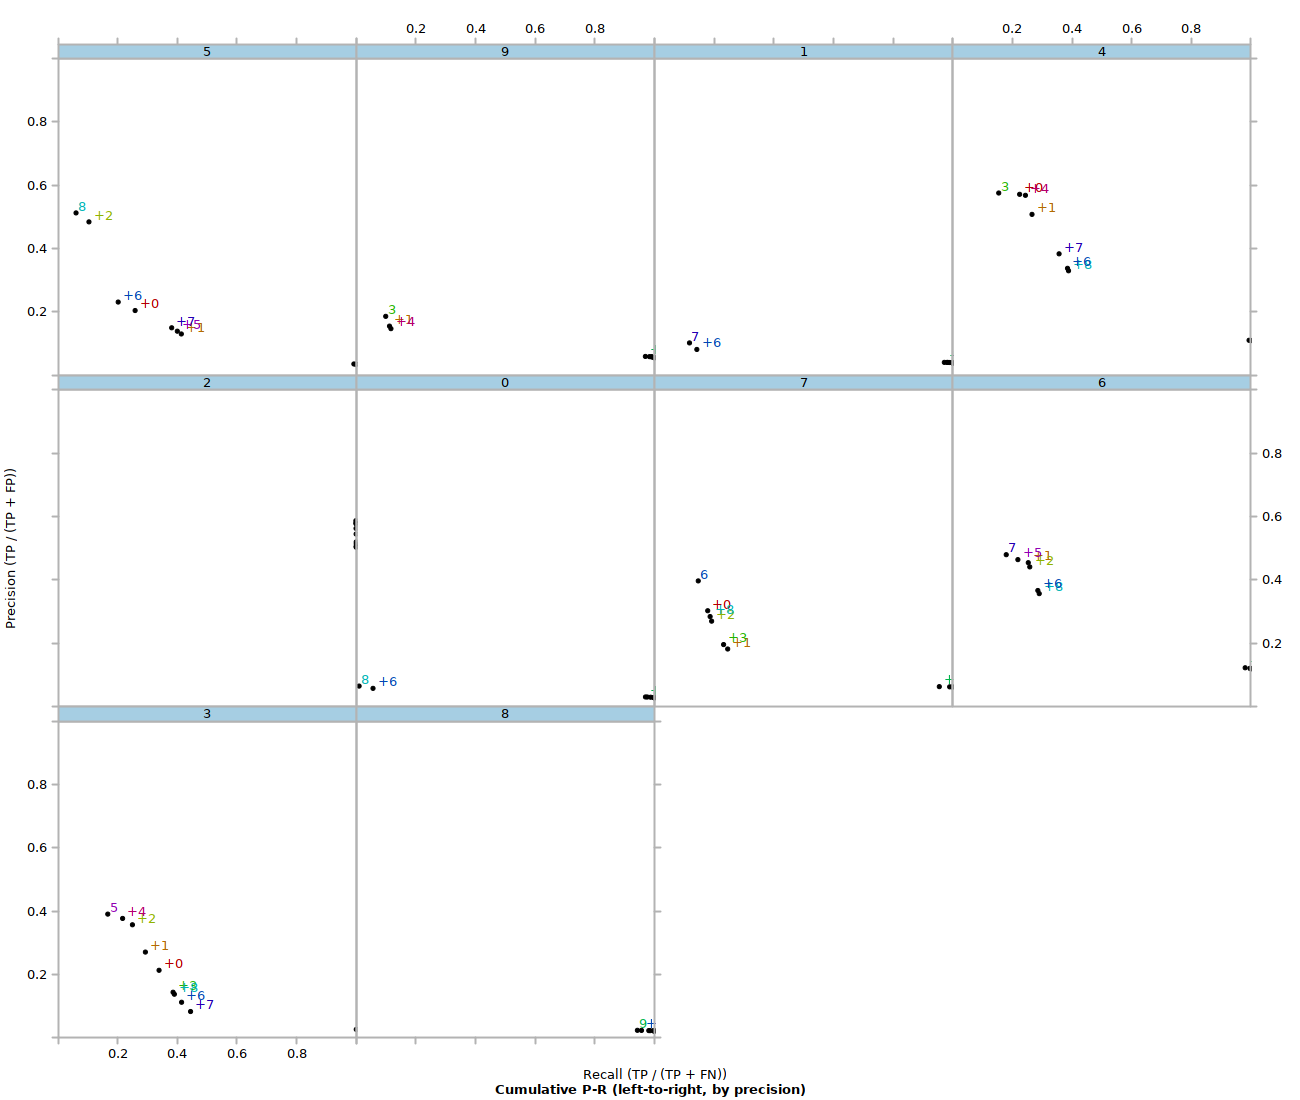 0.2 0.4 0.6 0.8 0.2 0.4 0.6 0.8
5 9 1 4
0.8
0.6
0.4
0.2
8 +2 +6 +0 +7 +5 +1
3 +1 +4
7 +6
3 +0 +4 +1 +7 +6 +8
2 0 7 6
0.8
0.6
0.4
0.2
8 +6
6 +0 +8 +2 +3 +1
7 +5 +1 +2 +6 +8
3 8
0.8
0.6
0.4
0.2
5 +4 +2 +1 +0 +8 +6 +7
9
0.2 0.4 0.6 0.8
Precision (TP / (TP + FP))
Recall (TP / (TP + FN))
Cumulative P-R (left-to-right, by precision)